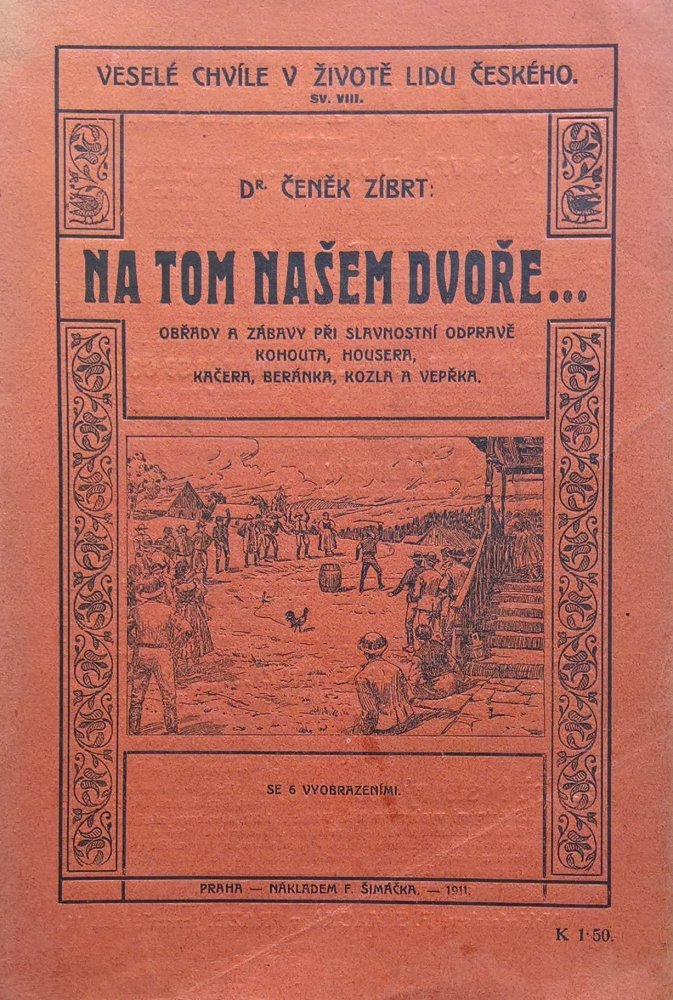 VESELÉ CHVÍLE V ŽIVOTĚ LIDU ČESKÉHO.
SV. VIII.
DR. ČENĚK ZÍBRT:
NA TOM NAŠEM DVOŘE...
OBŘADY A ZÁBAVY PŘI SLAVNOSTNÍ ODPRAVĚ
KOHOUTA, HOUSERA,
KAČERA, BERÁNKA, KOZLA A VEPŘKA.
SE 6 VYOBRAZENÍMI.
PRAHA — NÁKLADEM F. ŠIMÁČKA, — 1911.
K 1·50.